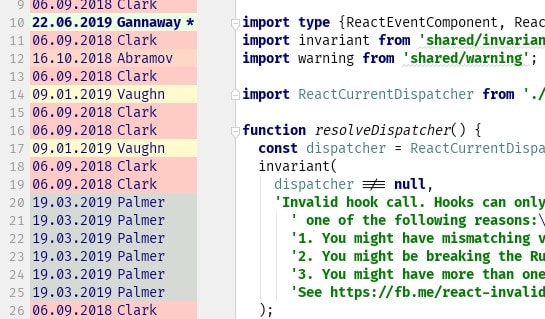 9 06.09.2018 Clark
10 22.06.2019 Gannaway * import type {ReactEventComponent, Reac
11 06.09.2018 Clark import invariant from 'shared/invarian
12 16.10.2018 Abramov import warning from 'shared/warning';
13 06.09.2018 Clark
14 09.01.2019 Vaughn import ReactCurrentDispatcher from './
15 06.09.2018 Clark
16 06.09.2018 Clark function resolveDispatcher() {
17 09.01.2019 Vaughn const dispatcher = ReactCurrentDispa
18 06.09.2018 Clark invariant(
19 06.09.2018 Clark dispatcher !== null,
20 19.03.2019 Palmer 'Invalid hook call. Hooks can only
21 19.03.2019 Palmer ' one of the following reasons:\
22 19.03.2019 Palmer '1. You might have mismatching v
23 19.03.2019 Palmer '2. You might be breaking the Ru
24 19.03.2019 Palmer '3. You might have more than one
25 19.03.2019 Palmer 'See https://fb.me/react-invalid
26 06.09.2018 Clark );